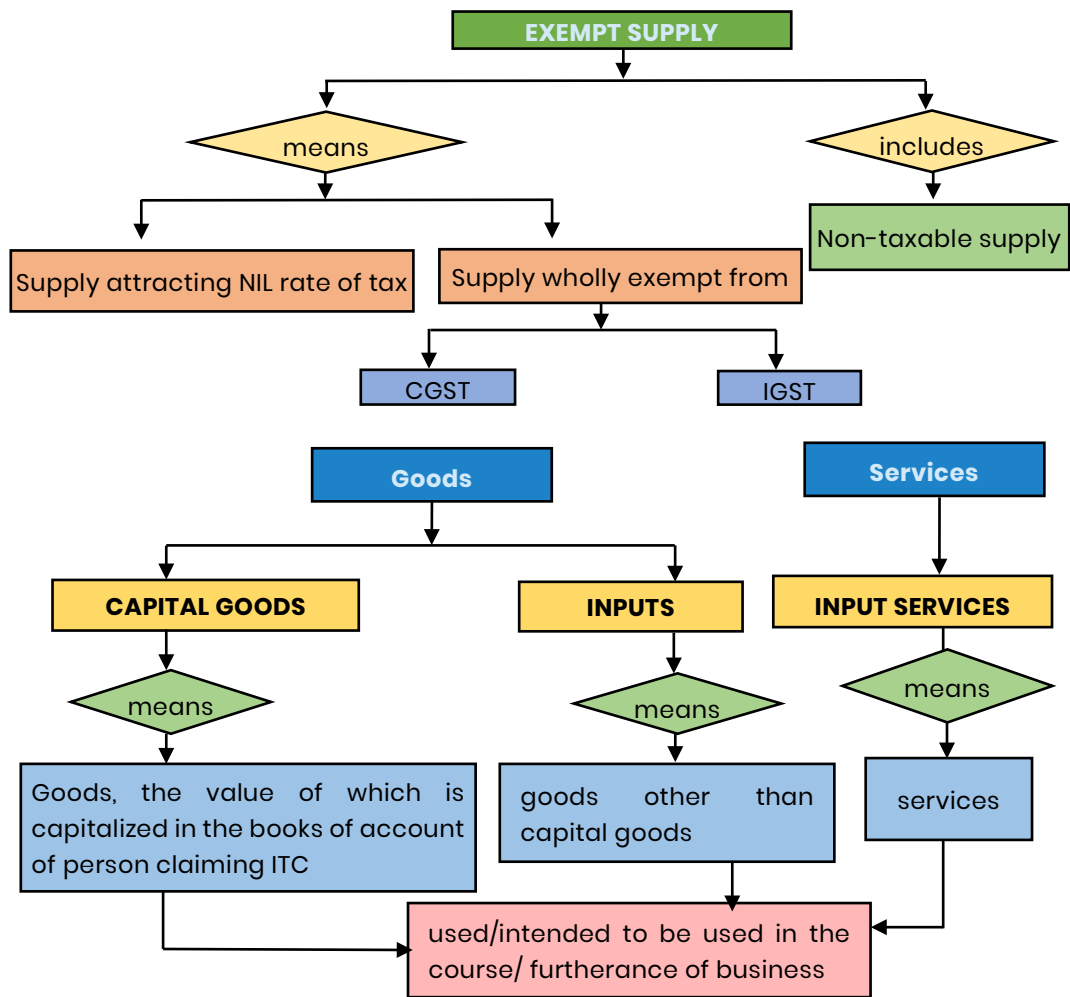 EXEMPT SUPPLY
means
includes
Supply attracting NIL rate of tax
Supply wholly exempt from
Non-taxable supply
CGST
IGST
Goods
Services
CAPITAL GOODS
INPUTS
INPUT SERVICES
means
means
means
Goods, the value of which is
capitalized in the books of account
of person claiming ITC
goods other than
capital goods
services
used/intended to be used in the
course/ furtherance of business